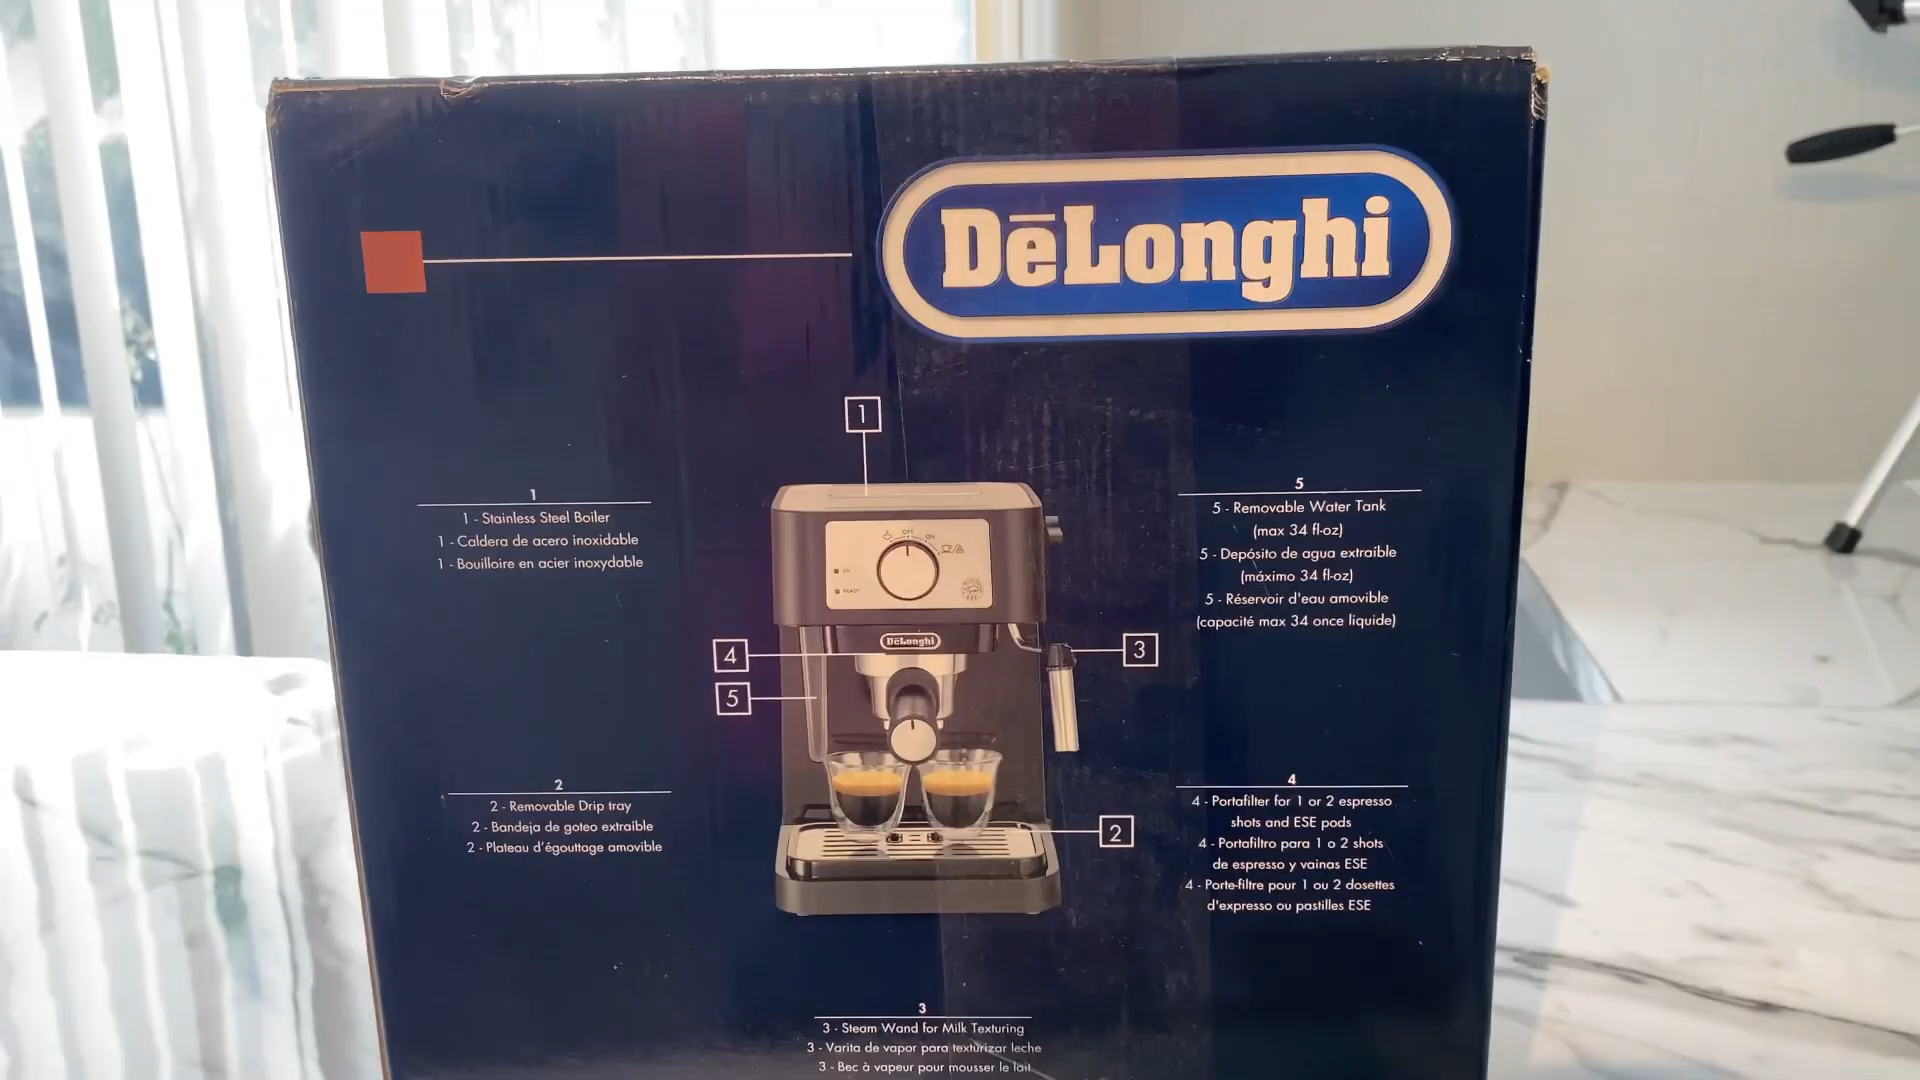 DeLonghi
1
1
1 - Stainless Steel Boiler
1 - Caldera de acero inoxidable
1 - Bouilloire en acier inoxydable
5
5 - Removable Water Tank
(max 34 fl-oz)
5 - Depósito de agua extraíble
(máximo 34 fl-oz)
5 - Réservoir d'eau amovible
(capacité max 34 once liquide)
OFF
ON
ON
READY
DeLonghi
4
3
5
2
2
2 - Removable Drip tray
2 - Bandeja de goteo extraíble
2 - Plateau d'égouttage amovible
4
4 - Portafilter for 1 or 2 espresso
shots and ESE pods
4 - Portafiltro para 1 o 2 shots
de espresso y vainas ESE
4 - Porte-filtre pour 1 ou 2 dosettes
d'expresso ou pastilles ESE
3
3 - Steam Wand for Milk Texturing
3 - Varita de vapor para texturizar leche
3 - Bec à vapeur pour mousser le lait